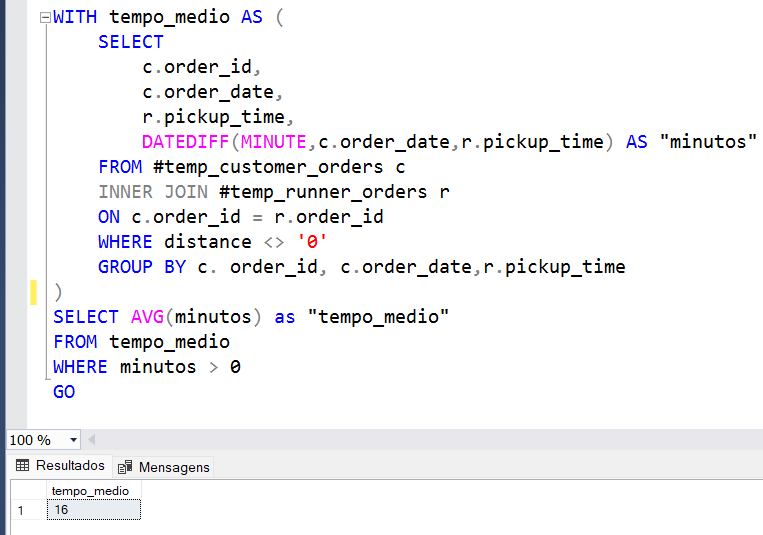 WITH tempo_medio AS (
SELECT
c.order_id,
c.order_date,
r.pickup_time,
DATEDIFF(MINUTE,c.order_date,r.pickup_time) AS "minutos"
FROM #temp_customer_orders c
INNER JOIN #temp_runner_orders r
ON c.order_id = r.order_id
WHERE distance <> '0'
GROUP BY c. order_id, c.order_date,r.pickup_time
)
SELECT AVG(minutos) as "tempo_medio"
FROM tempo_medio
WHERE minutos > 0
GO
100 %
Resultados Mensagens
tempo_medio
1 16